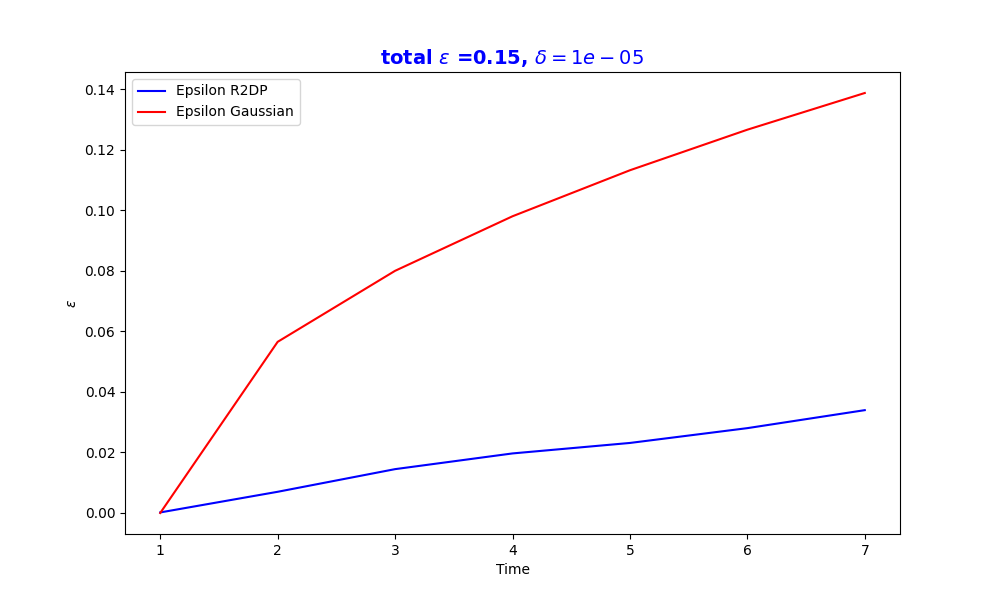 total ε =0.15, δ = 1e − 05
Epsilon R2DP
Epsilon Gaussian
0.14
0.12
0.10
0.08
0.06
0.04
0.02
0.00
ε
1 2 3 4 5 6 7
Time